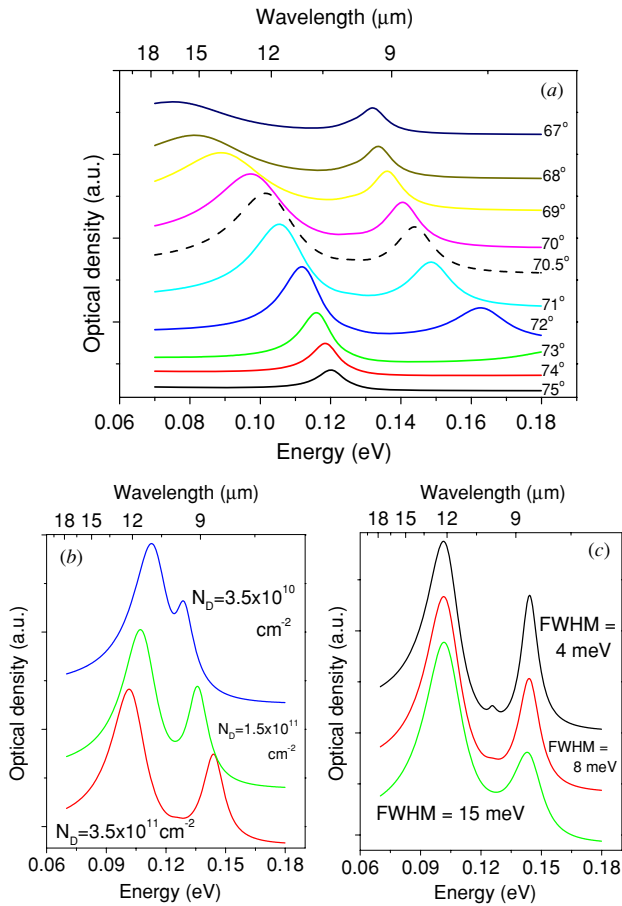 Wavelength (μm)
18 15 12 9
(a)
67°
68°
69°
70°
70.5°
71°
72°
73°
74°
75°
Optical density (a.u.)
0.06 0.08 0.10 0.12 0.14 0.16 0.18
Energy (eV)
Wavelength (μm)
18 15 12 9
(b)
N_D=3.5x10^10
cm^-2
N_D=1.5x10^11
cm^-2
N_D=3.5x10^11cm^-2
Optical density (a.u.)
0.06 0.09 0.12 0.15 0.18
Energy (eV)
Wavelength (μm)
18 15 12 9
(c)
FWHM =
4 meV
FWHM =
8 meV
FWHM = 15 meV
Optical density (a.u.)
0.06 0.09 0.12 0.15 0.18
Energy (eV)